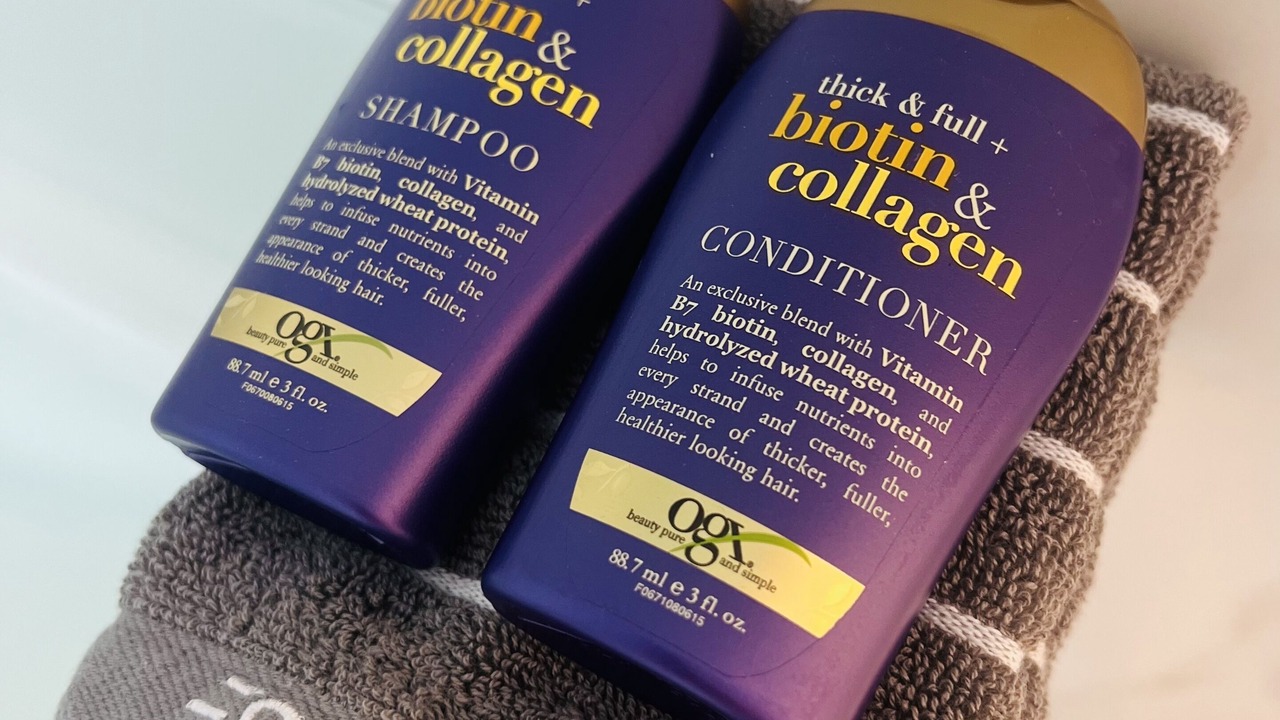 biotin &
collagen
SHAMPOO
An exclusive blend with Vitamin
B7 biotin, collagen, and
hydrolyzed wheat protein,
helps to infuse nutrients into
every strand and creates the
appearance of thicker, fuller,
healthier looking hair.
ogx
beauty pure and simple
88.7 ml e 3 fl. oz.
F0670080615
thick & full +
biotin &
collagen
CONDITIONER
An exclusive blend with Vitamin
B7 biotin, collagen, and
hydrolyzed wheat protein,
helps to infuse nutrients into
every strand and creates the
appearance of thicker, fuller,
healthier looking hair.
ogx
beauty pure and simple
88.7 ml e 3 fl. oz.
F0671080615